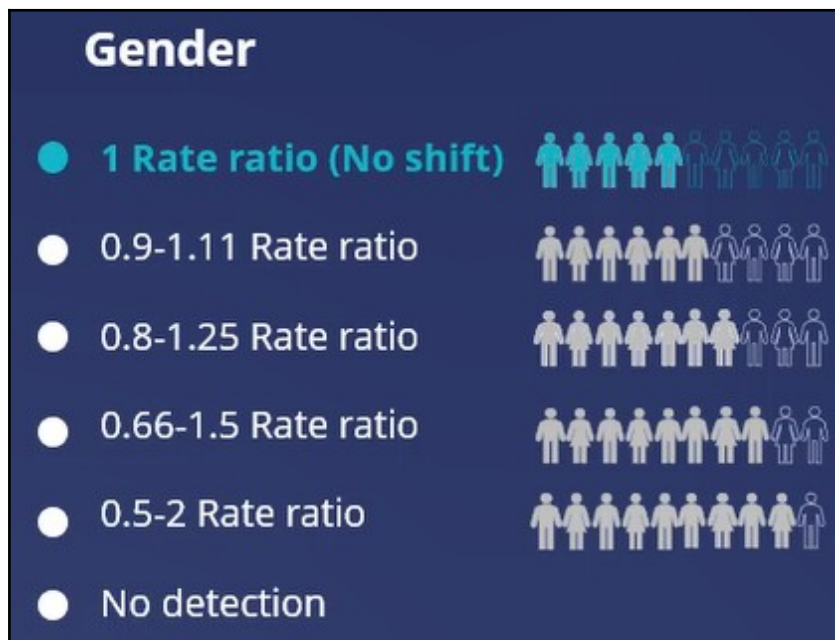 Gender
1 Rate ratio (No shift)
0.9-1.11 Rate ratio
0.8-1.25 Rate ratio
0.66-1.5 Rate ratio
0.5-2 Rate ratio
No detection